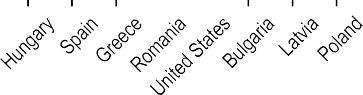 Hungary
Spain
Greece
Romania
United States
Bulgaria
Latvia
Poland